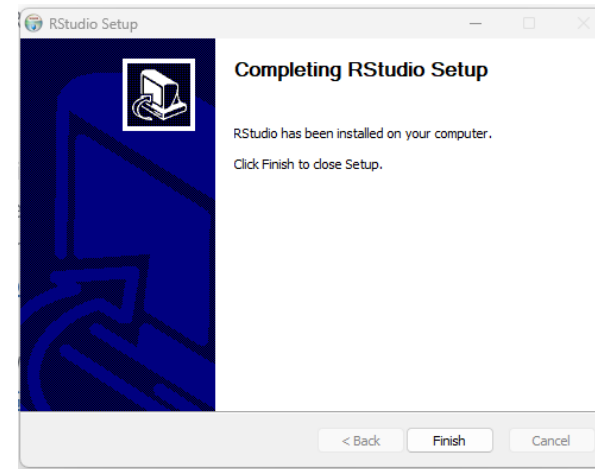 RStudio Setup
Completing RStudio Setup
RStudio has been installed on your computer.
Click Finish to close Setup.
< Back
Finish
Cancel